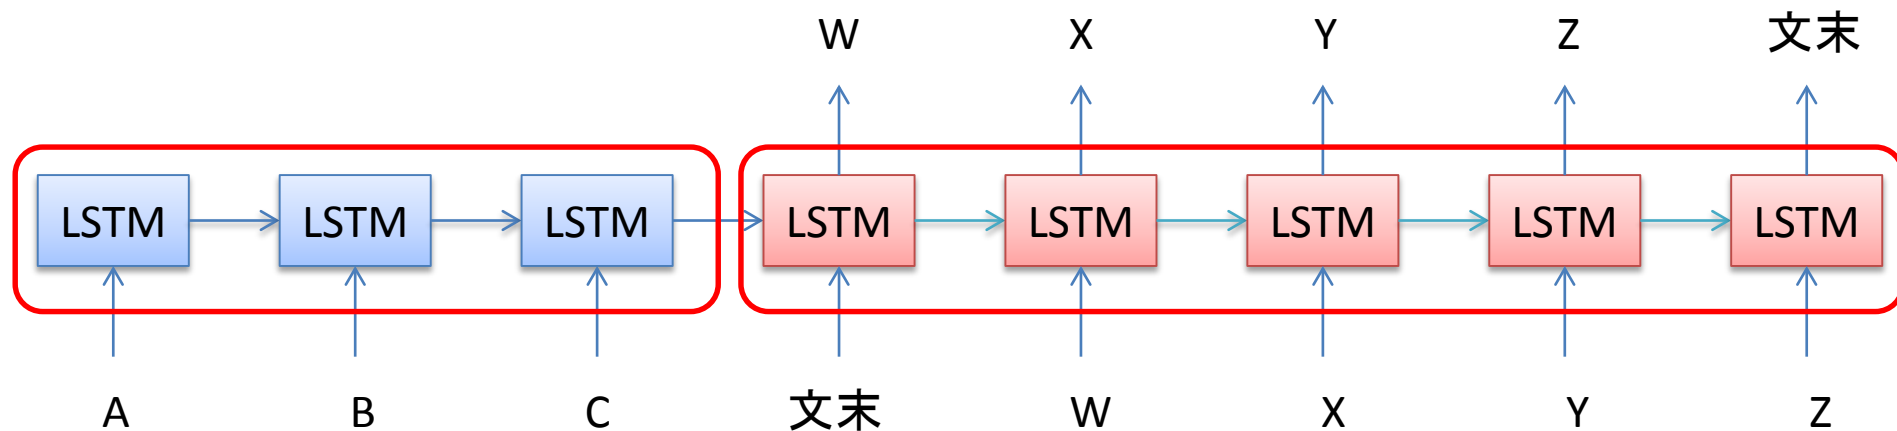 W X Y Z 文末
LSTM LSTM LSTM LSTM LSTM LSTM LSTM LSTM
A B C 文末 W X Y Z